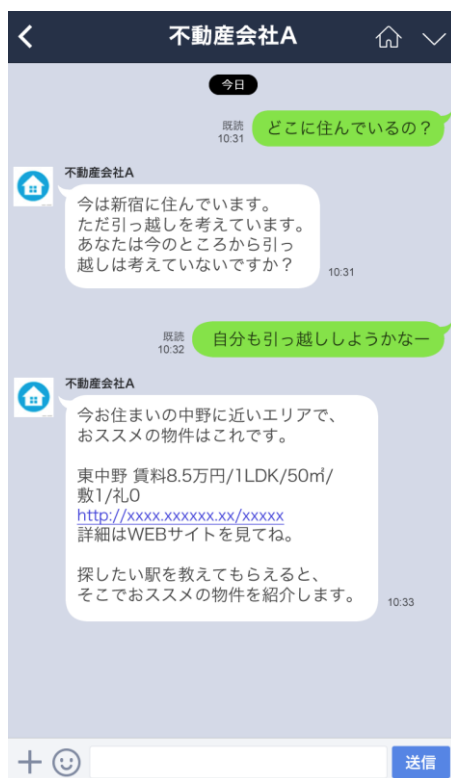 不動産会社A
今日
既読
10:31
どこに住んでいるの？
不動産会社A
今は新宿に住んでいます。
ただ引っ越しを考えています。
あなたは今のところから引っ
越しは考えていないですか？
10:31
既読
10:32
自分も引っ越ししようかなー
不動産会社A
今お住まいの中野に近いエリアで、
おススメの物件はこれです。
東中野 賃料8.5万円/1LDK/50㎡/
敷1/礼0
http://xxxx.xxxxxx.xx/xxxxx
詳細はWEBサイトを見てね。
探したい駅を教えてもらえると、
そこでおススメの物件を紹介します。
10:33
送信